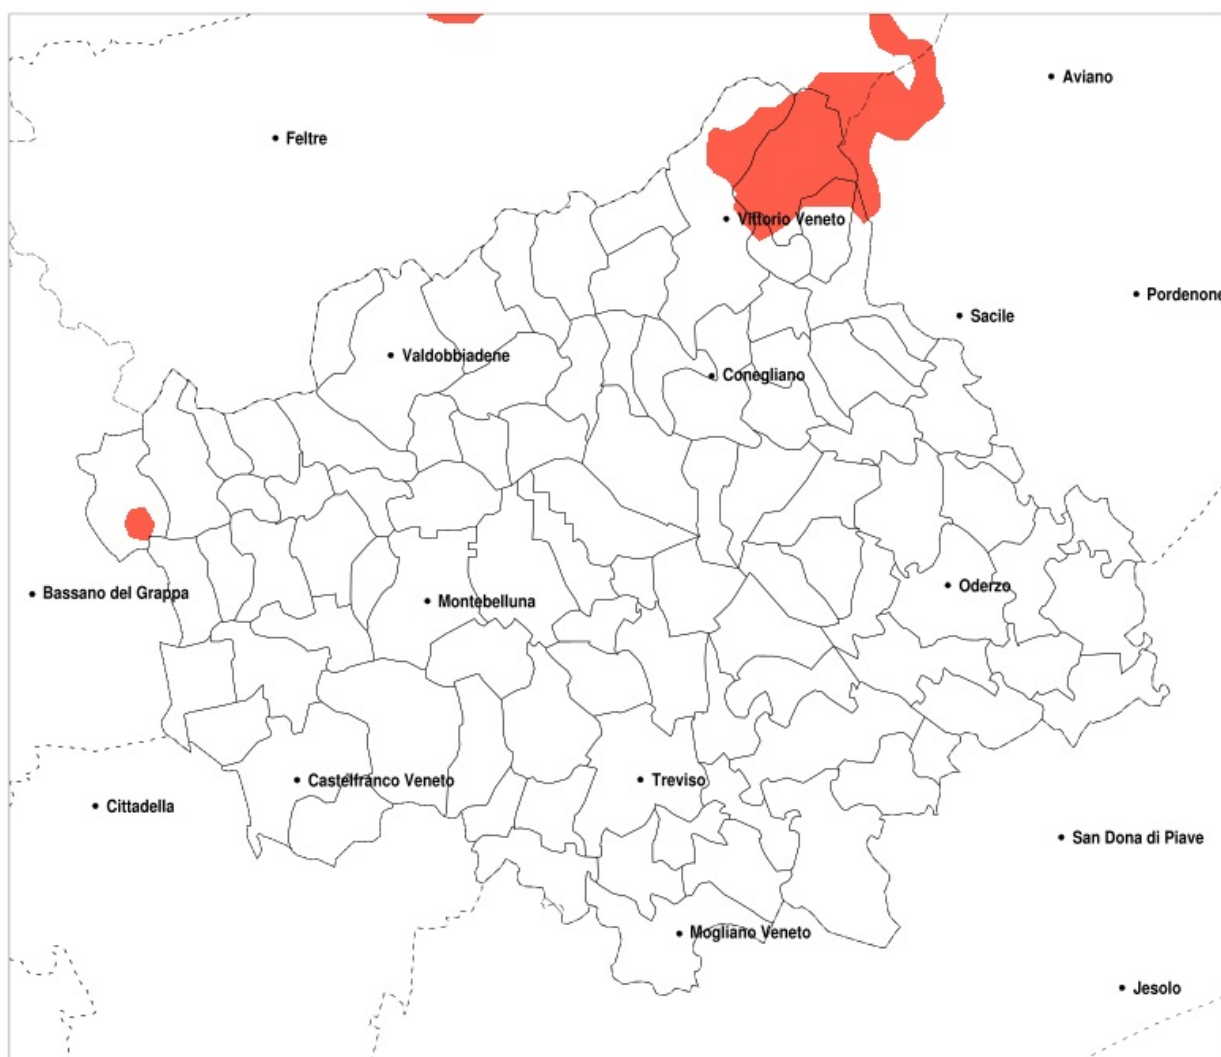 Aviano
Feltre
Vittorio Veneto
Pordenone
Sacile
Valdobbiadene
Conegliano
Oderzo
Bassano del Grappa
Montebelluna
Castelfranco Veneto
Treviso
Cittadella
San Dona di Piave
Mogliano Veneto
Jesolo